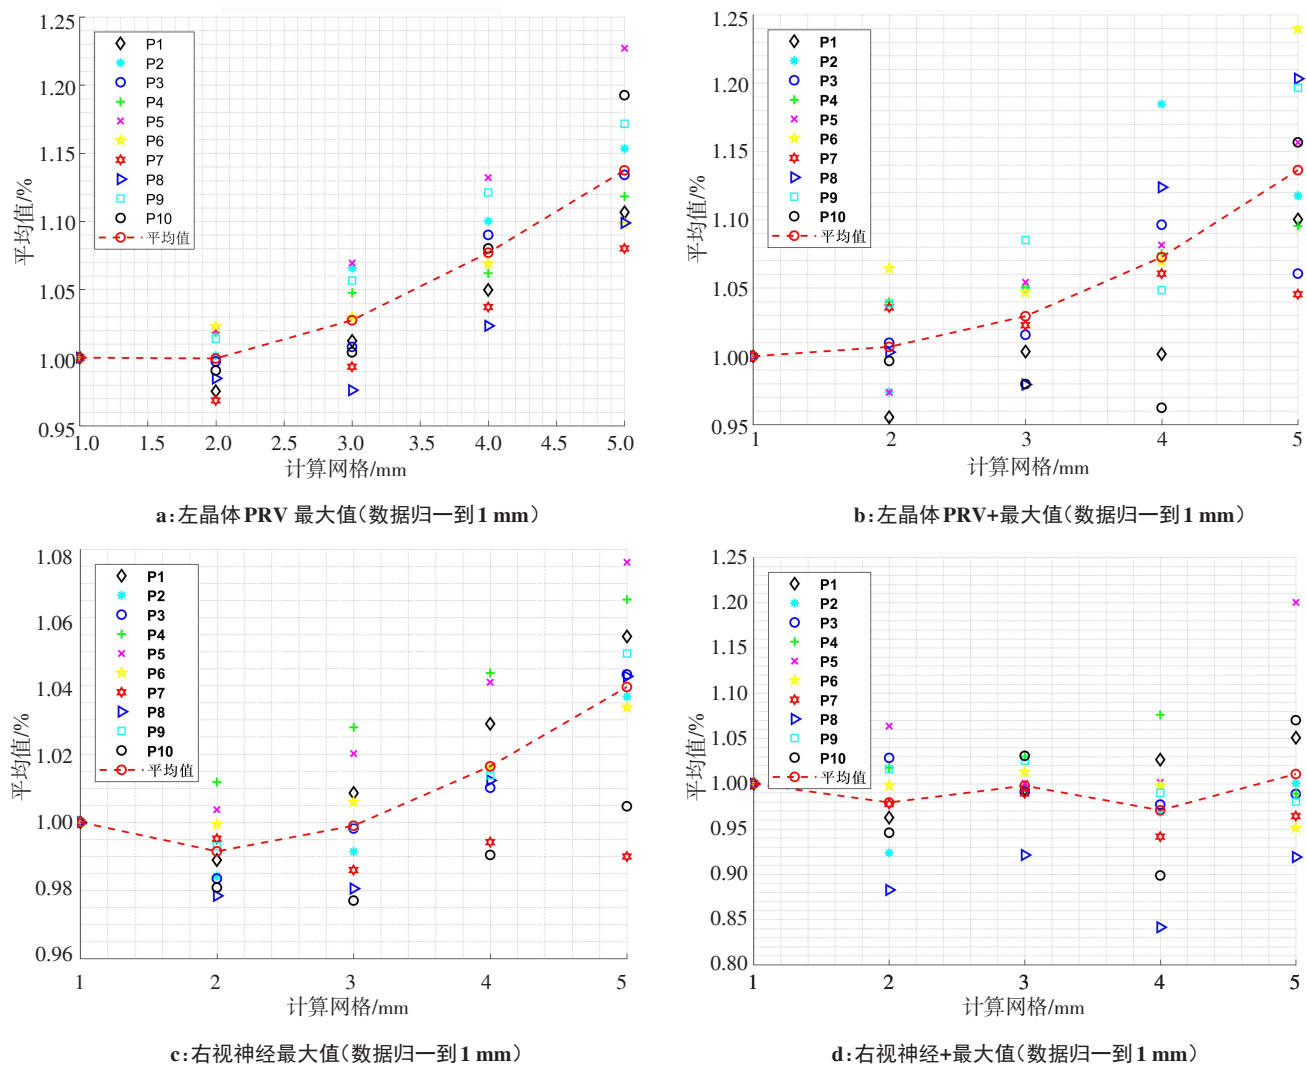 1.25
1.20
1.15
1.10
1.05
1.00
0.95
平均值/%
P1
P2
P3
P4
P5
P6
P7
P8
P9
P10
平均值
1.0 1.5 2.0 2.5 3.0 3.5 4.0 4.5 5.0
计算网格/mm
a:左晶体PRV 最大值(数据归一到1 mm)
1.25
1.20
1.15
1.10
1.05
1.00
0.95
平均值/%
P1
P2
P3
P4
P5
P6
P7
P8
P9
P10
平均值
1 2 3 4 5
计算网格/mm
b:左晶体PRV+最大值(数据归一到1 mm)
1.08
1.06
1.04
1.02
1.00
0.98
0.96
平均值/%
P1
P2
P3
P4
P5
P6
P7
P8
P9
P10
平均值
1 2 3 4 5
计算网格/mm
c:右视神经最大值(数据归一到1 mm)
1.25
1.20
1.15
1.10
1.05
1.00
0.95
0.90
0.85
0.80
平均值/%
P1
P2
P3
P4
P5
P6
P7
P8
P9
P10
平均值
1 2 3 4 5
计算网格/mm
d:右视神经+最大值(数据归一到1 mm)